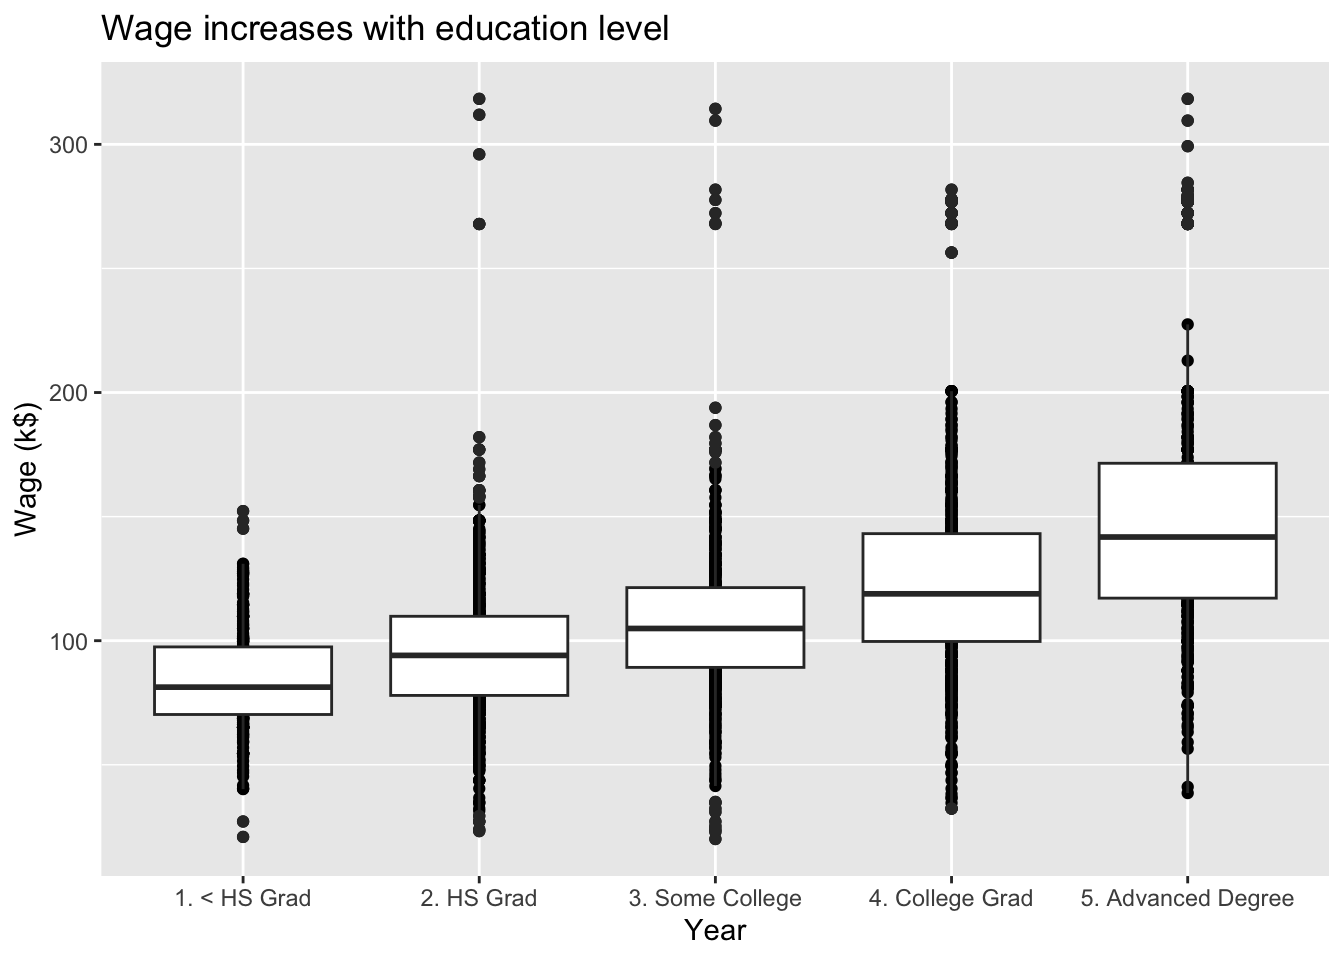 Wage increases with education level
Wage (k$)
300
200
100
1. < HS Grad
2. HS Grad
3. Some College
4. College Grad
5. Advanced Degree
Year